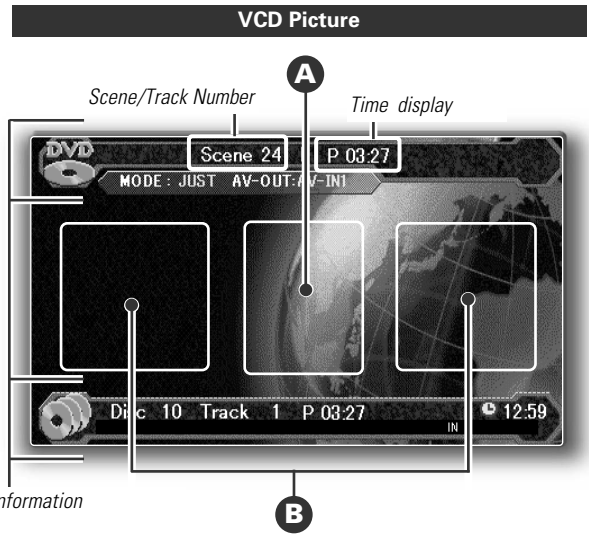 VCD Picture
A
Scene/Track Number
Time display
DVD
Scene 24
P 03:27
MODE : JUST AV-OUT:AV-IN1
Disc 10 Track 1 P 03:27
12:59
IN
nformation
B